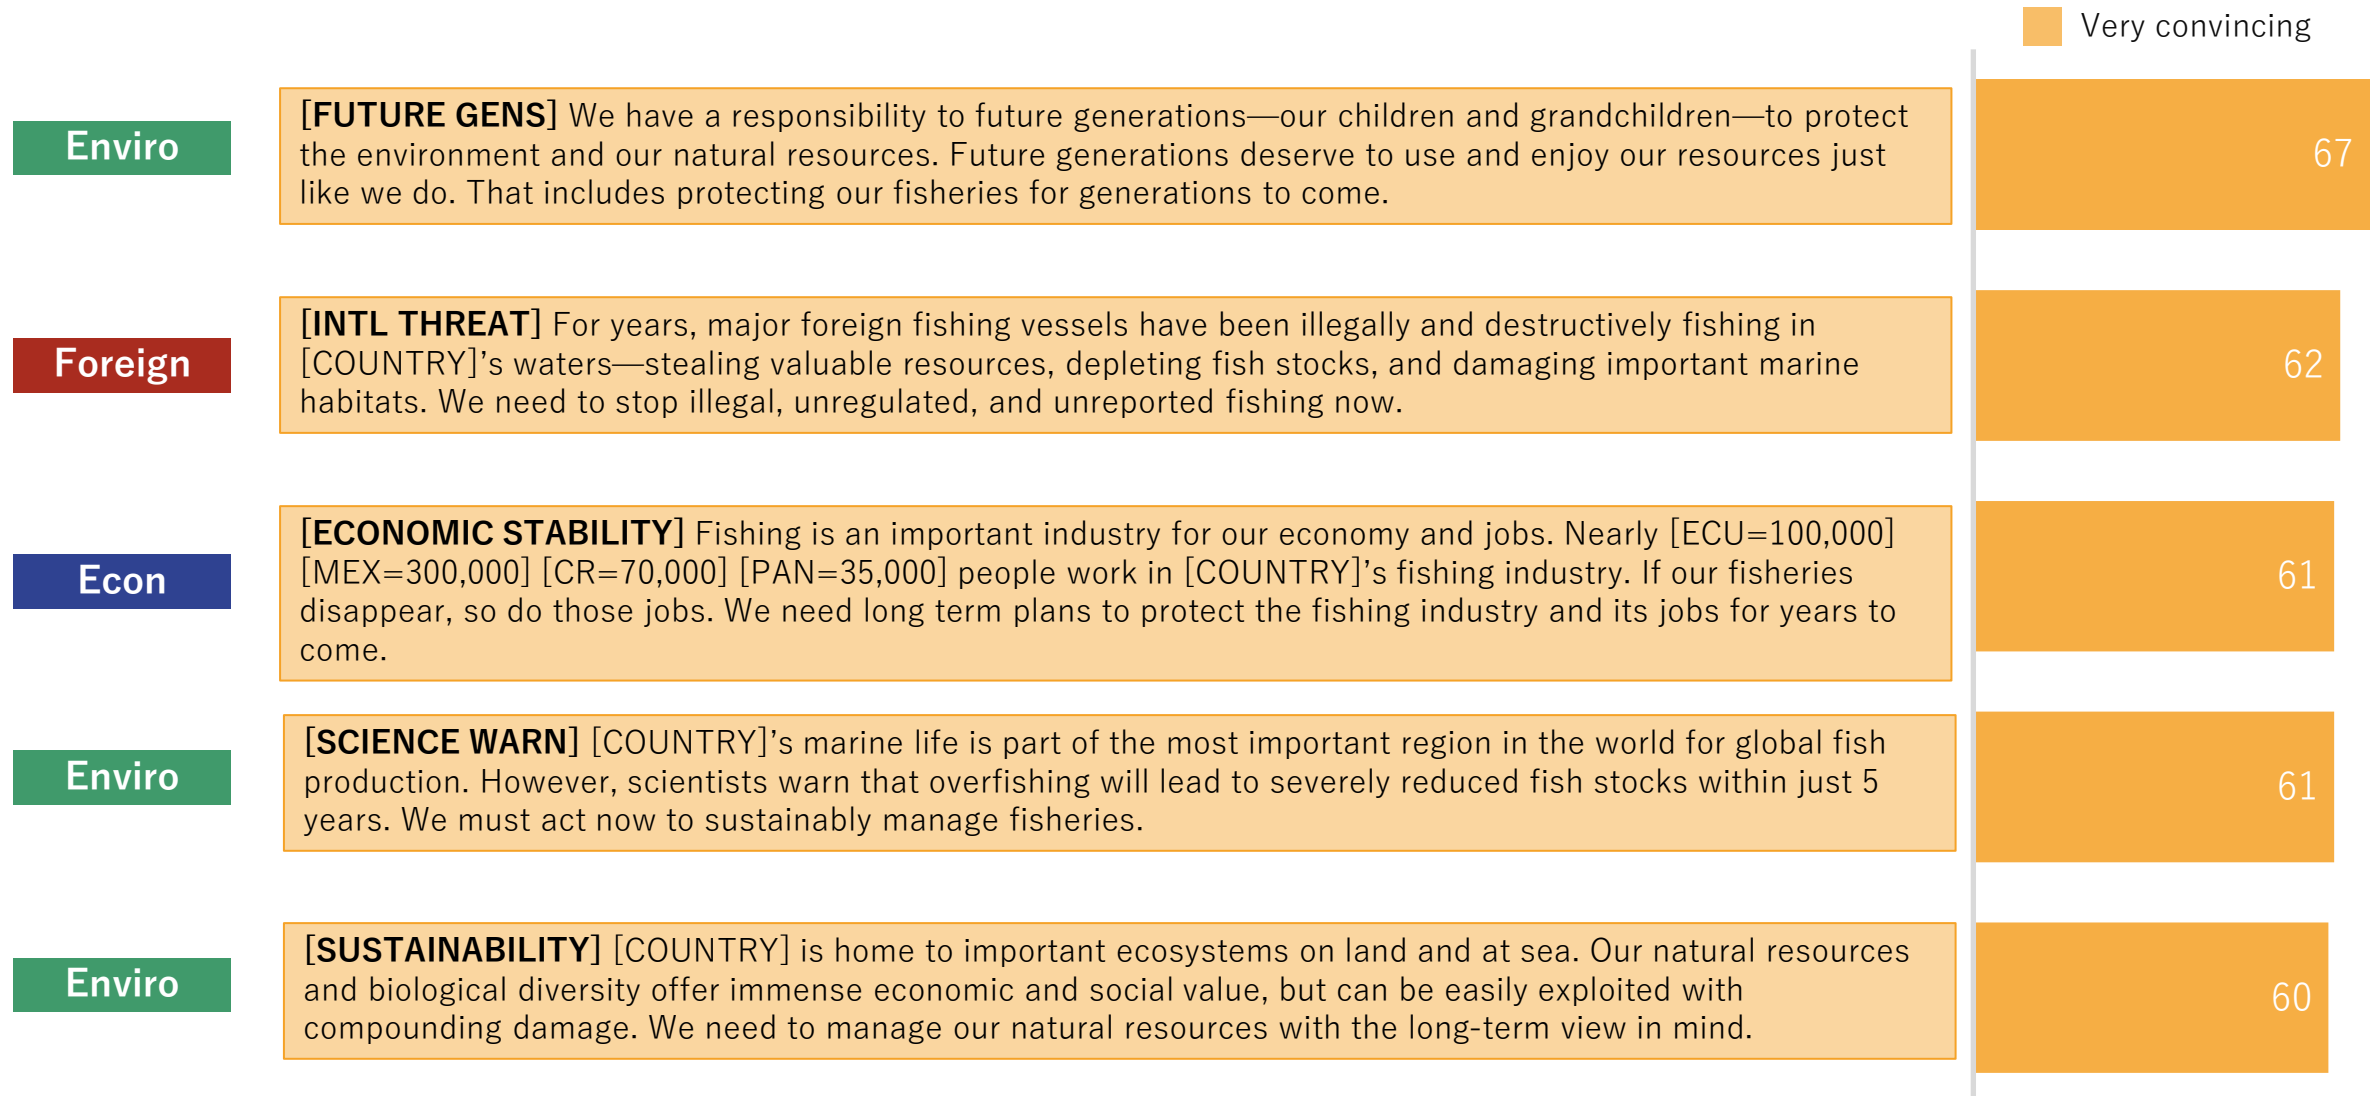 Very convincing
Enviro
[FUTURE GENS] We have a responsibility to future generations—our children and grandchildren—to protect
the environment and our natural resources. Future generations deserve to use and enjoy our resources just
like we do. That includes protecting our fisheries for generations to come.
67
Foreign
[INTL THREAT] For years, major foreign fishing vessels have been illegally and destructively fishing in
[COUNTRY]’s waters—stealing valuable resources, depleting fish stocks, and damaging important marine
habitats. We need to stop illegal, unregulated, and unreported fishing now.
62
Econ
[ECONOMIC STABILITY] Fishing is an important industry for our economy and jobs. Nearly [ECU=100,000]
[MEX=300,000] [CR=70,000] [PAN=35,000] people work in [COUNTRY]’s fishing industry. If our fisheries
disappear, so do those jobs. We need long term plans to protect the fishing industry and its jobs for years to
come.
61
Enviro
[SCIENCE WARN] [COUNTRY]’s marine life is part of the most important region in the world for global fish
production. However, scientists warn that overfishing will lead to severely reduced fish stocks within just 5
years. We must act now to sustainably manage fisheries.
61
Enviro
[SUSTAINABILITY] [COUNTRY] is home to important ecosystems on land and at sea. Our natural resources
and biological diversity offer immense economic and social value, but can be easily exploited with
compounding damage. We need to manage our natural resources with the long-term view in mind.
60